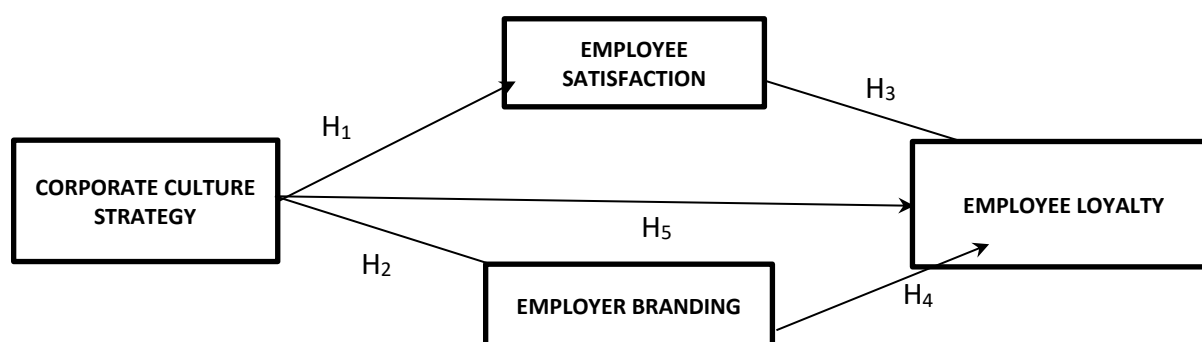 EMPLOYEE
SATISFACTION
H₃
H₁
CORPORATE CULTURE
STRATEGY
EMPLOYEE LOYALTY
H₅
H₂
EMPLOYER BRANDING
H₄